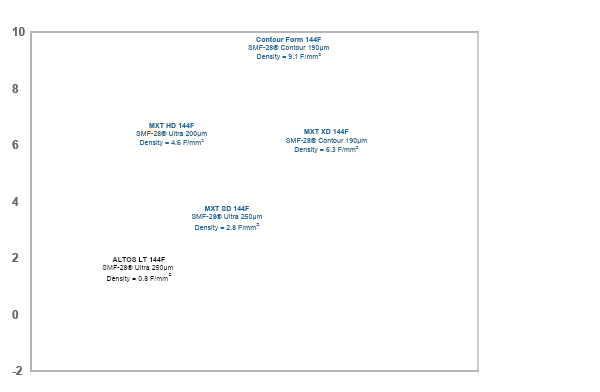 10
Contour Form 144F
SMF-28® Contour 190µm
Density = 9.1 F/mm²
8
MXT HD 144F
SMF-28® Ultra 200µm
Density = 4.6 F/mm²
MXT XD 144F
SMF-28® Contour 190µm
Density = 6.3 F/mm²
6
4
MXT SD 144F
SMF-28® Ultra 250µm
Density = 2.8 F/mm²
2
ALTOS LT 144F
SMF-28® Ultra 250µm
Density = 0.8 F/mm²
0
-2